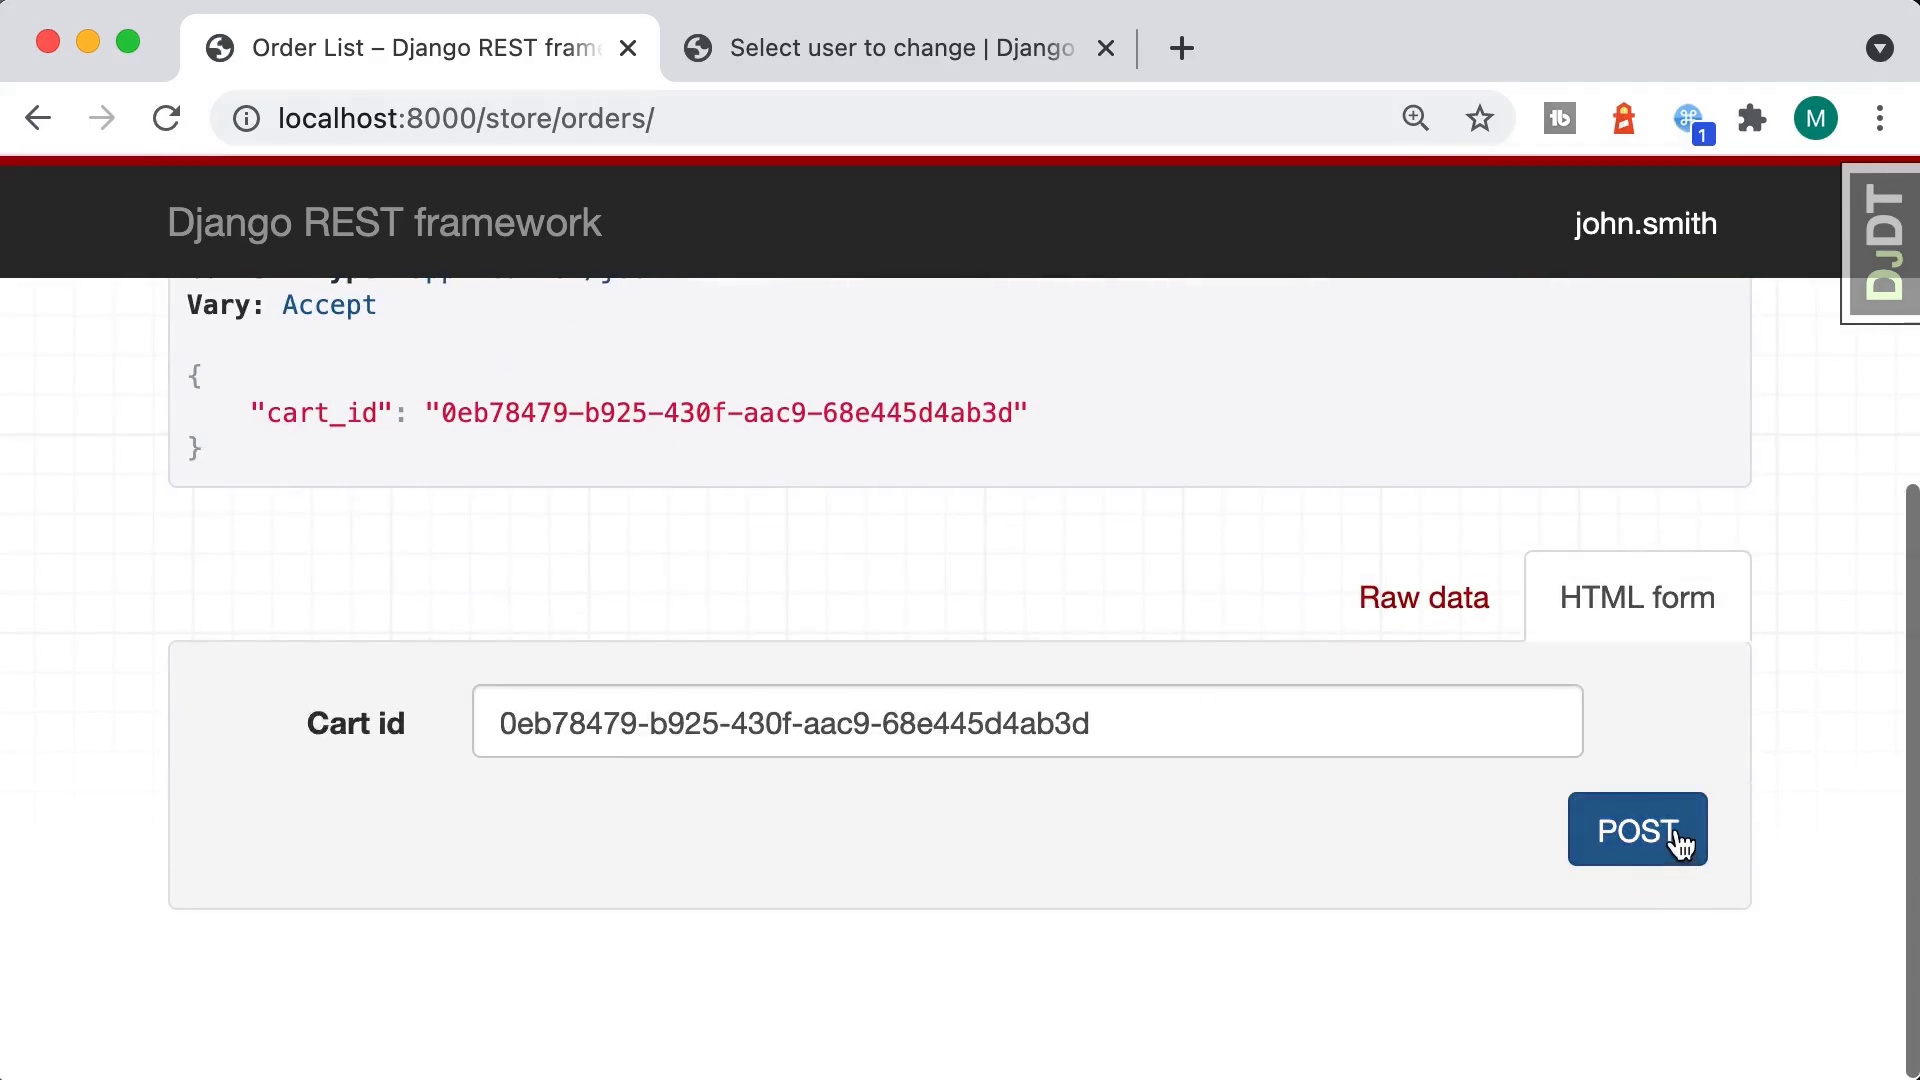 Order List – Django REST frame
Select user to change | Django
localhost:8000/store/orders/
1
M
Django REST framework
john.smith
DJDT
Vary: Accept
{
"cart_id": "0eb78479-b925-430f-aac9-68e445d4ab3d"
}
Raw data
HTML form
Cart id
0eb78479-b925-430f-aac9-68e445d4ab3d
POST